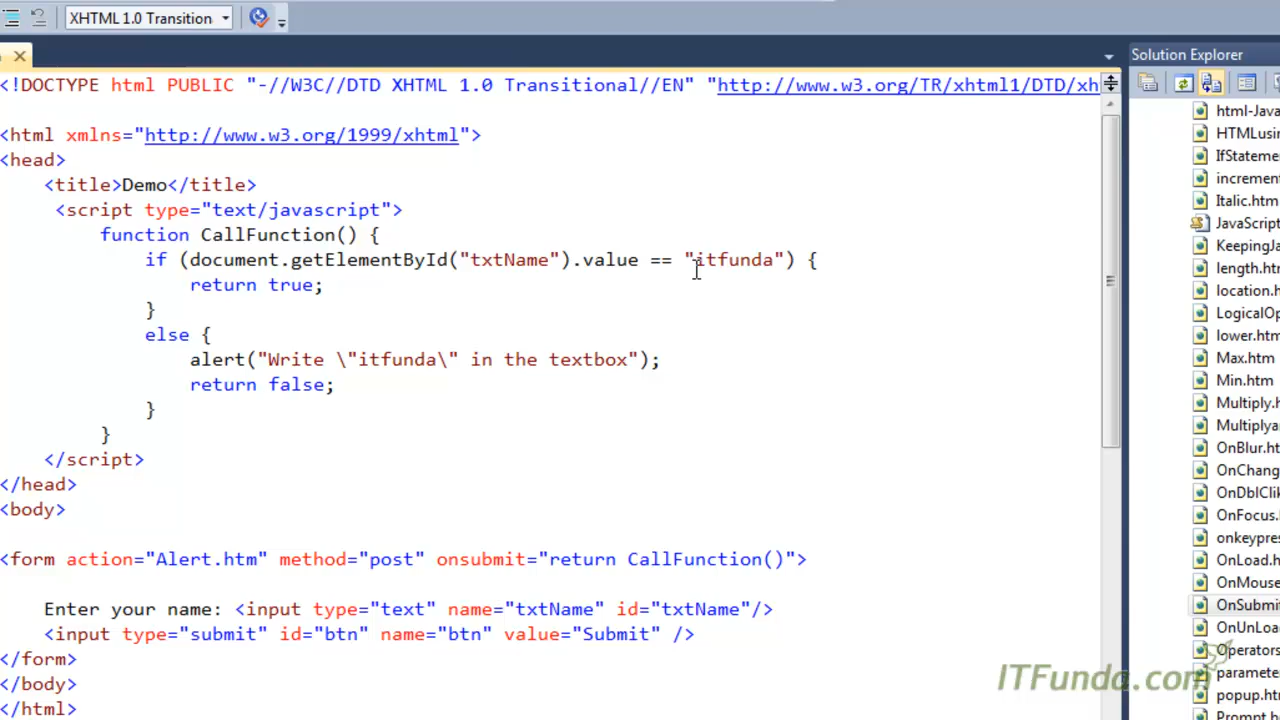 XHTML 1.0 Transition
Solution Explorer
<!DOCTYPE html PUBLIC "-//W3C//DTD XHTML 1.0 Transitional//EN" "http://www.w3.org/TR/xhtml1/DTD/xh
<html xmlns="http://www.w3.org/1999/xhtml">
<head>
<title>Demo</title>
<script type="text/javascript">
function CallFunction() {
if (document.getElementById("txtName").value == "itfunda") {
return true;
}
else {
alert("Write \"itfunda\" in the textbox");
return false;
}
}
</script>
</head>
<body>
<form action="Alert.htm" method="post" onsubmit="return CallFunction()">
Enter your name: <input type="text" name="txtName" id="txtName"/>
<input type="submit" id="btn" name="btn" value="Submit" />
</form>
</body>
</html>
html-Java
HTMLusin
IfStateme
increment
Italic.htm
JavaScript
KeepingJa
length.ht
location.h
LogicalOp
lower.htm
Max.htm
Min.htm
Multiply.h
Multiplya
OnBlur.ht
OnChang
OnDblClik
OnFocus.
onkeypres
OnLoad.h
OnMouse
OnSubmi
OnUnLoa
Operators
parameter
popup.ht
Prompt.h
ITFunda.com